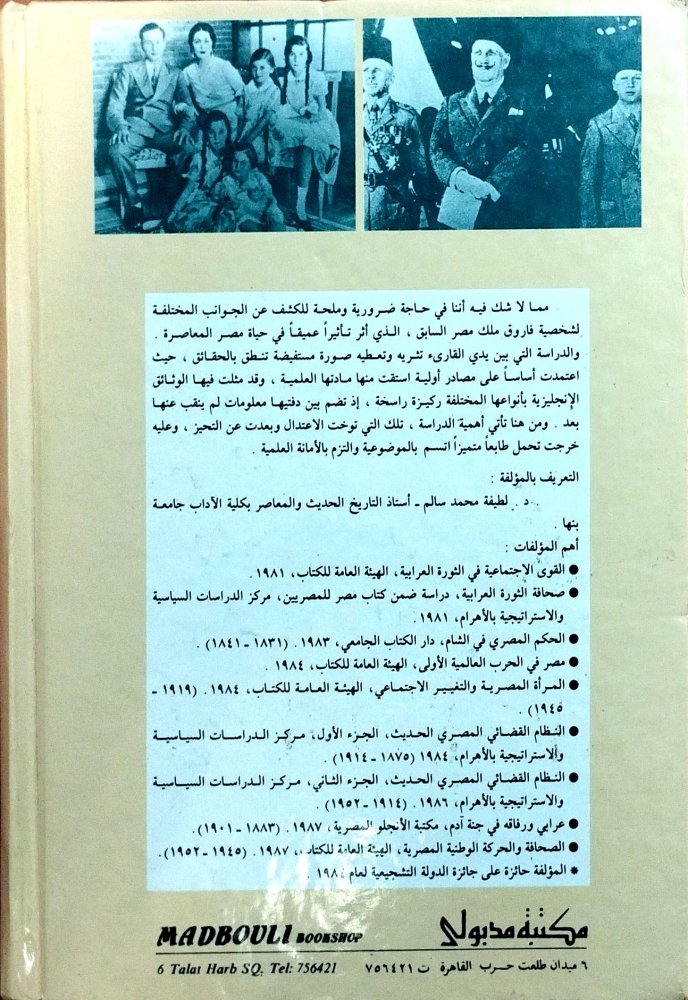 مما لا شك فيه أننا في حاجة ضرورية وملحة للكشف عن الجوانب المختلفة
لشخصية فاروق ملك مصر السابق ، الذي أثر تأثيراً عميقاً في حياة مصر المعاصرة .
والدراسة التي بين يدي القارىء تثريه وتعطيه صورة مستفيضة تنطق بالحقائق ، حيث
اعتمدت أساساً على مصادر أولية استقت منها مادتها العلمية ، وقد مثلت فيها الوثائق
الإنجليزية بأنواعها المختلفة ركيزة راسخة ، إذ تضم بين دفتيها معلومات لم ينقب عنها
بعد . ومن هنا تأتي أهمية الدراسة ، تلك التي توخت الاعتدال وبعدت عن التحيز ، وعليه
خرجت تحمل طابعاً متميزاً اتسم بالموضوعية والتزم بالأمانة العلمية .
التعريف بالمؤلفة :
د . لطيفة محمد سالم - أستاذ التاريخ الحديث والمعاصر بكلية الآداب جامعة
بنها .
أهم المؤلفات :
● القوى الاجتماعية في الثورة العرابية، الهيئة العامة للكتاب، ١٩٨١ .
● صحافة الثورة العرابية، دراسة ضمن كتاب مصر للمصريين، مركز الدراسات السياسية
والاستراتيجية بالأهرام، ١٩٨١ .
● الحكم المصري في الشام، دار الكتاب الجامعي، ١٩٨٣ . (١٨٣١ - ١٨٤١) .
● مصر في الحرب العالمية الأولى، الهيئة العامة للكتاب، ١٩٨٤ .
● المرأة المصرية والتغيير الاجتماعي، الهيئة العامة للكتاب، ١٩٨٤ . (١٩١٩ -
١٩٤٥) .
● النظام القضائي المصري الحديث، الجزء الأول، مركز الدراسات السياسية
والاستراتيجية بالأهرام، ١٩٨٤ (١٨٧٥ - ١٩١٤) .
● النظام القضائي المصري الحديث، الجزء الثاني، مركز الدراسات السياسية
والاستراتيجية بالأهرام، ١٩٨٦ . (١٩١٤ - ١٩٥٢) .
● عرابي ورفاقه في جنة آدم، مكتبة الأنجلو المصرية، ١٩٨٧ . (١٨٨٣ - ١٩٠١) .
● الصحافة والحركة الوطنية المصرية، الهيئة العامة للكتاب، ١٩٨٧ . (١٩٤٥ - ١٩٥٢) .
* المؤلفة حائزة على جائزة الدولة التشجيعية لعام ١٩٨٤ .
مكتبة مدبولي
MADBOULI BOOKSHOP
٦ ميدان طلعت حرب القاهرة ت ٧٥٦٤٢١
6 Talat Harb SQ. Tel: 756421